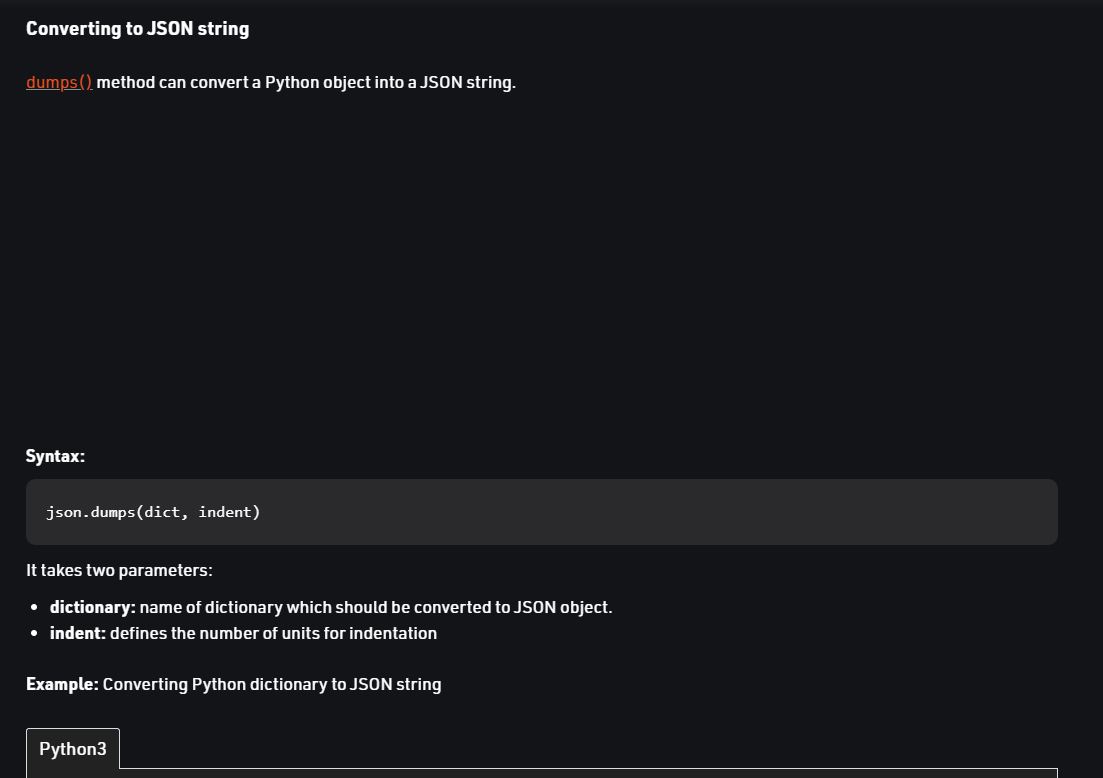 Converting to JSON string
dumps() method can convert a Python object into a JSON string.
Syntax:
json.dumps(dict, indent)
It takes two parameters:
• dictionary: name of dictionary which should be converted to JSON object.
• indent: defines the number of units for indentation
Example: Converting Python dictionary to JSON string
Python3